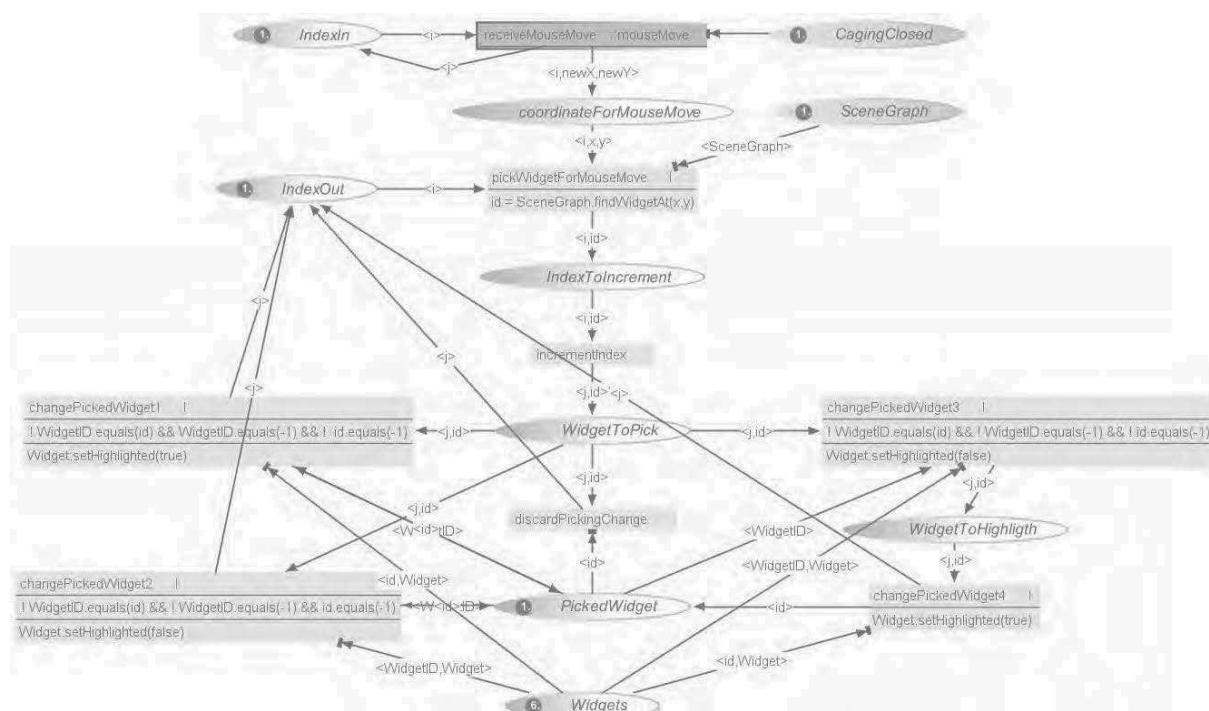 1. IndexIn <i> receiveMouseMove ::mouseMove 1. CagingClosed
<j>
<i,newX,newY>
coordinateForMouseMove 1. SceneGraph
<i,x,y> <SceneGraph>
pickWidgetForMouseMove I
1. IndexOut <i>
id = SceneGraph.findWidgetAt(x,y)
<i,id>
IndexToIncrement
<i>
<i,id>
<j> incrementIndex
<j> <j,id> <j>
changePickedWidget1 I changePickedWidget3 I
! WidgetID.equals(id) && WidgetID.equals(-1) && ! id.equals(-1) <j,id> WidgetToPick <j,id> ! WidgetID.equals(id) && ! WidgetID.equals(-1) && ! id.equals(-1)
Widget.setHighlighted(true) Widget.setHighlighted(false)
<j,id> <j,id>
<j,id>
discardPickingChange
<W <id> tID> <WidgetID> WidgetToHighligth
<id> <WidgetID,Widget> <j,id>
changePickedWidget2 I <id,Widget>
changePickedWidget4 I
! WidgetID.equals(id) && ! WidgetID.equals(-1) && id.equals(-1) <W <id> ID> 1. PickedWidget <id>
Widget.setHighlighted(true)
Widget.setHighlighted(false)
<WidgetID,Widget> <id,Widget>
6. Widgets